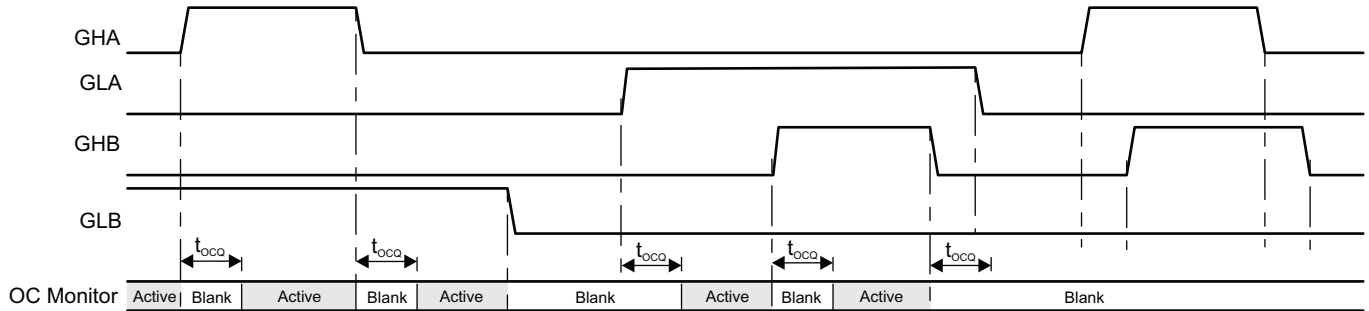 GHA
GLA
GHB
GLB
tOCQ tOCQ tOCQ tOCQ tOCQ
OC Monitor Active Blank Active Blank Active Blank Active Blank Active Blank